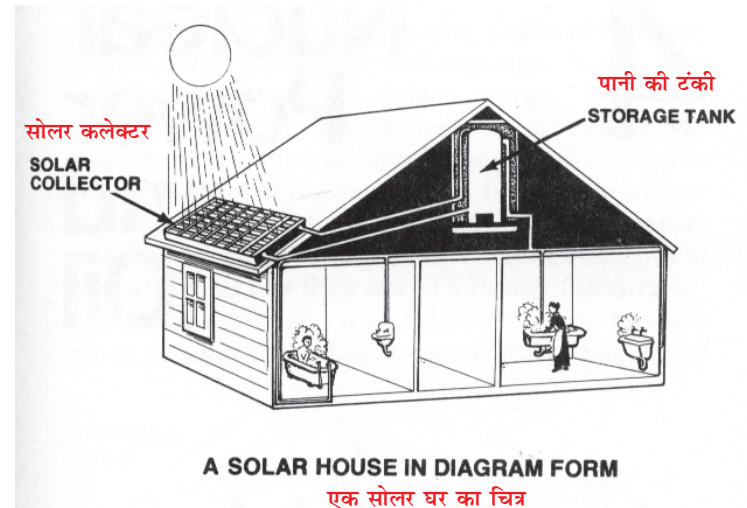 पानी की टंकी
STORAGE TANK
सोलर कलेक्टर
SOLAR
COLLECTOR
A SOLAR HOUSE IN DIAGRAM FORM
एक सोलर घर का चित्र